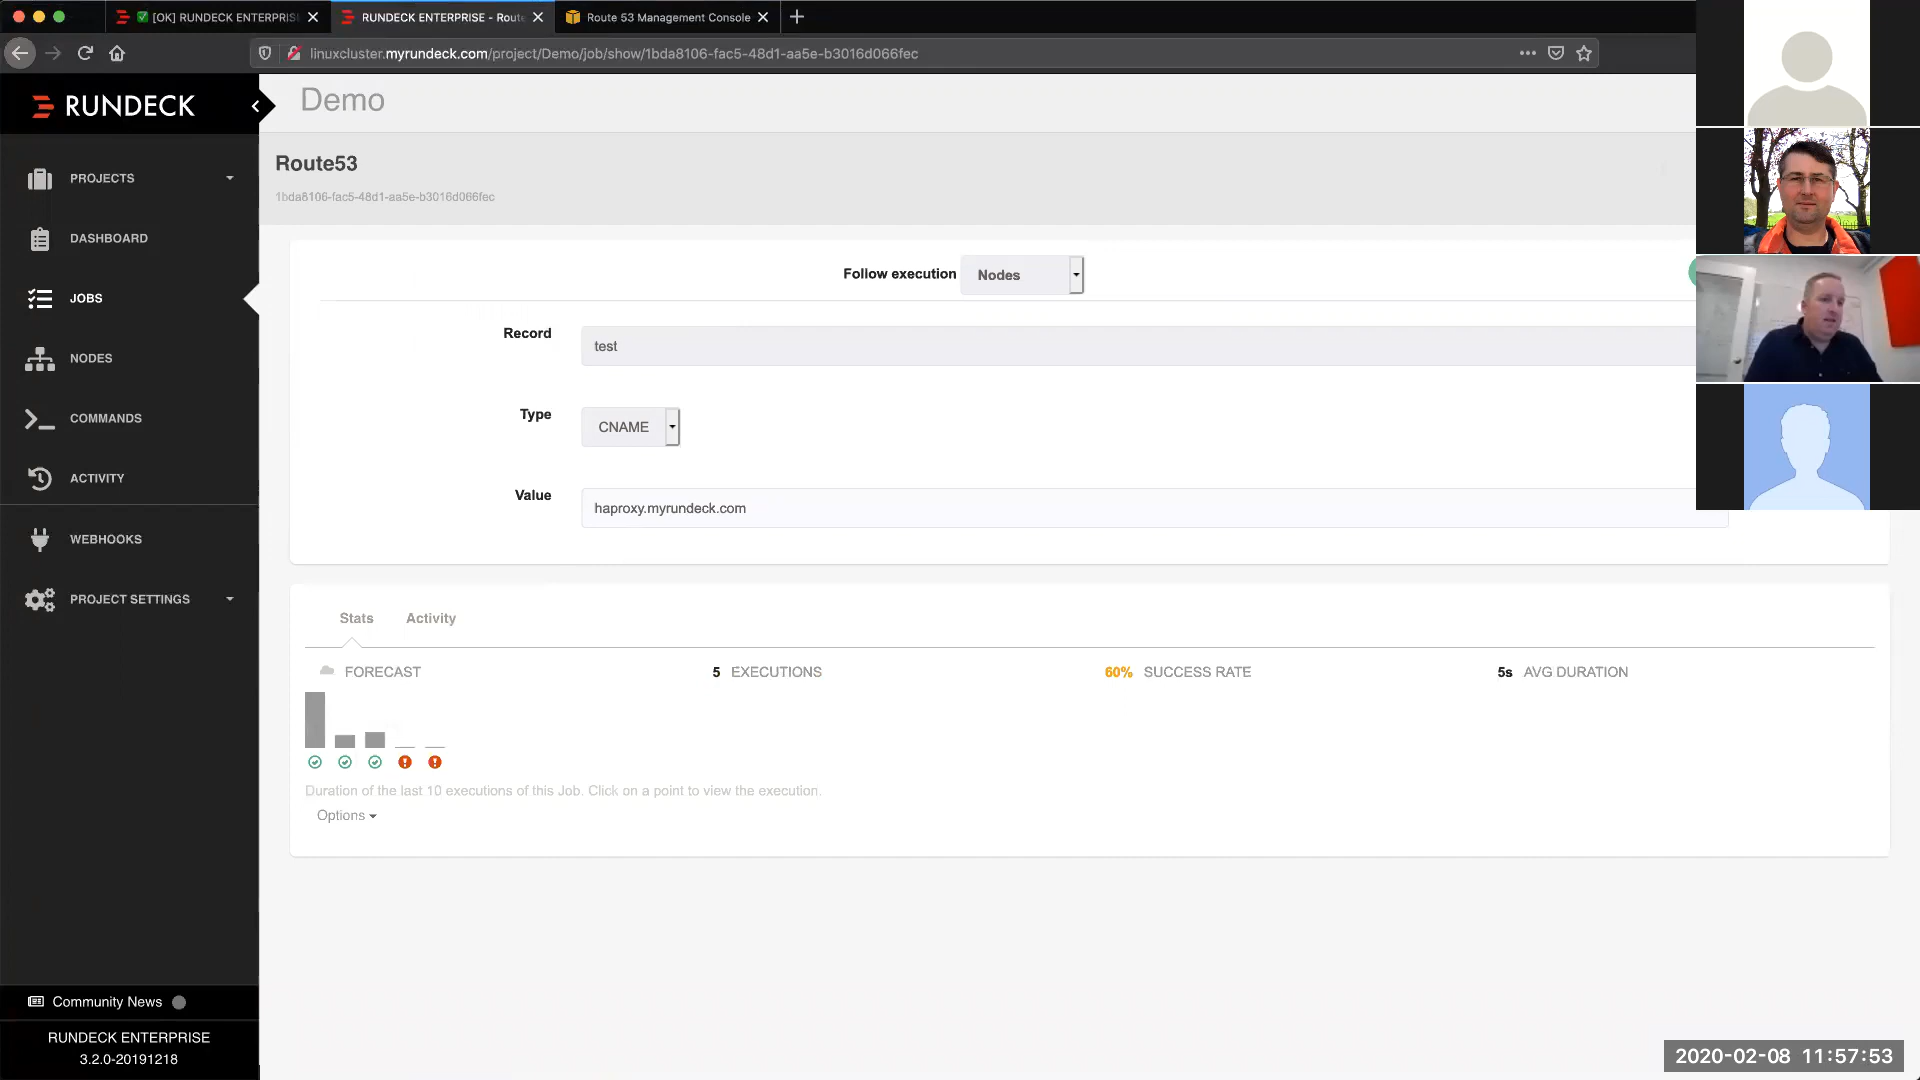 [OK] RUNDECK ENTERPRIS
RUNDECK ENTERPRISE - Route
Route 53 Management Console
linuxcluster.myrundeck.com/project/Demo/job/show/1bda8106-fac5-48d1-aa5e-b3016d066fec
RUNDECK
Demo
Route53
1bda8106-fac5-48d1-aa5e-b3016d066fec
PROJECTS
DASHBOARD
JOBS
NODES
COMMANDS
ACTIVITY
WEBHOOKS
PROJECT SETTINGS
Follow execution Nodes
Record
test
Type
CNAME
Value
haproxy.myrundeck.com
Stats Activity
FORECAST 5 EXECUTIONS 60% SUCCESS RATE 5s AVG DURATION
Duration of the last 10 executions of this Job. Click on a point to view the execution.
Options
Community News
RUNDECK ENTERPRISE
3.2.0-20191218
2020-02-08 11:57:53